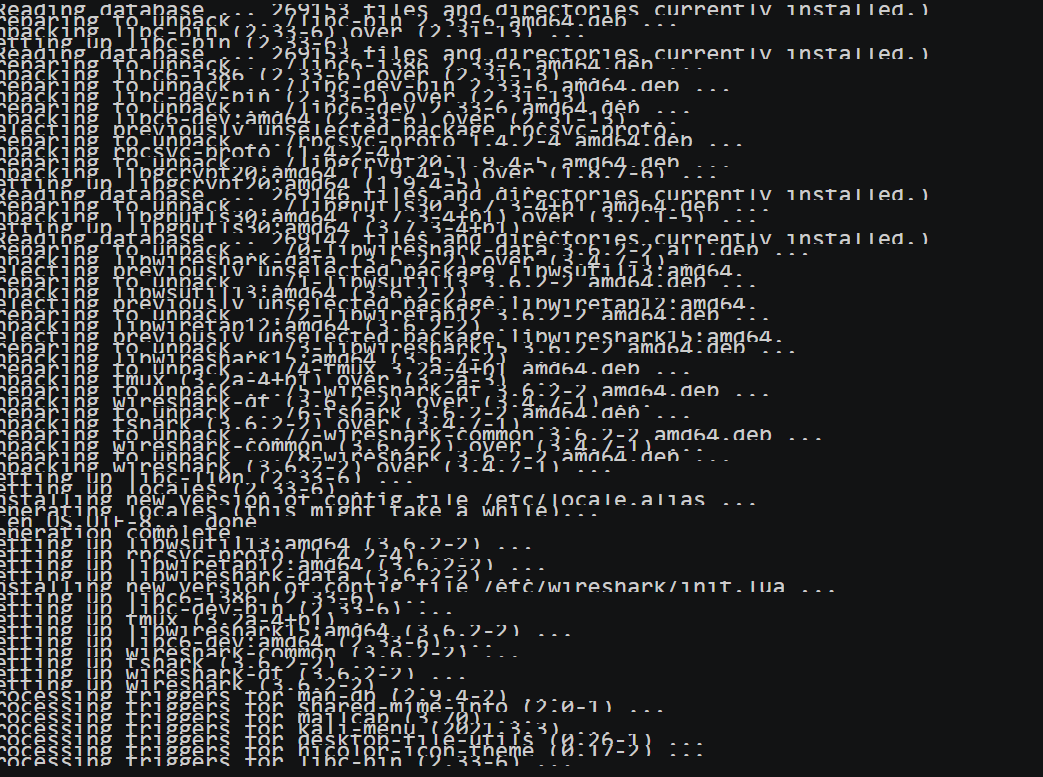 Reading database ... 269153 files and directories currently installed.)
reparing to unpack .../libc-bin_2.33-6_amd64.deb ...
npacking libc-bin (2.33-6) over (2.31-13) ...
etting up libc-bin (2.33-6) ...
Reading database ... 269153 files and directories currently installed.)
reparing to unpack .../libc6-i386_2.33-6_amd64.deb ...
npacking libc6-i386 (2.33-6) over (2.31-13) ...
reparing to unpack .../libc-dev-bin_2.33-6_amd64.deb ...
npacking libc-dev-bin (2.33-6) over (2.31-13) ...
reparing to unpack .../libc6-dev_2.33-6_amd64.deb ...
npacking libc6-dev:amd64 (2.33-6) over (2.31-13) ...
electing previously unselected package rpcsvc-proto.
reparing to unpack .../rpcsvc-proto_1.4.2-4_amd64.deb ...
npacking rpcsvc-proto (1.4.2-4) ...
reparing to unpack .../libgcrypt20_1.9.4-5_amd64.deb ...
npacking libgcrypt20:amd64 (1.9.4-5) over (1.8.7-6) ...
etting up libgcrypt20:amd64 (1.9.4-5) ...
Reading database ... 269146 files and directories currently installed.)
reparing to unpack .../libgnutls30_3.7.3-4+b1_amd64.deb ...
npacking libgnutls30:amd64 (3.7.3-4+b1) over (3.7.1-5) ...
etting up libgnutls30:amd64 (3.7.3-4+b1) ...
Reading database ... 269147 files and directories currently installed.)
reparing to unpack .../0-libwireshark-data_3.6.2-2_all.deb ...
npacking libwireshark-data (3.6.2-2) over (3.4.7-1) ...
electing previously unselected package libwsutil13:amd64.
reparing to unpack .../1-libwsutil13_3.6.2-2_amd64.deb ...
npacking libwsutil13:amd64 (3.6.2-2) ...
electing previously unselected package libwiretap12:amd64.
reparing to unpack .../2-libwiretap12_3.6.2-2_amd64.deb ...
npacking libwiretap12:amd64 (3.6.2-2) ...
electing previously unselected package libwireshark15:amd64.
reparing to unpack .../3-libwireshark15_3.6.2-2_amd64.deb ...
npacking libwireshark15:amd64 (3.6.2-2) ...
reparing to unpack .../4-tmux_3.2a-4+b1_amd64.deb ...
npacking tmux (3.2a-4+b1) over (3.2a-3) ...
reparing to unpack .../5-wireshark-qt_3.6.2-2_amd64.deb ...
npacking wireshark-qt (3.6.2-2) over (3.4.7-1) ...
reparing to unpack .../6-tshark_3.6.2-2_amd64.deb ...
npacking tshark (3.6.2-2) over (3.4.7-1) ...
reparing to unpack .../7-wireshark-common_3.6.2-2_amd64.deb ...
npacking wireshark-common (3.6.2-2) over (3.4.7-1) ...
reparing to unpack .../8-wireshark_3.6.2-2_amd64.deb ...
npacking wireshark (3.6.2-2) over (3.4.7-1) ...
etting up libc-l10n (2.33-6) ...
etting up locales (2.33-6) ...
nstalling new version of config file /etc/locale.alias ...
enerating locales (this might take a while)...
en_US.UTF-8... done
eneration complete.
etting up libwsutil13:amd64 (3.6.2-2) ...
etting up rpcsvc-proto (1.4.2-4) ...
etting up libwiretap12:amd64 (3.6.2-2) ...
etting up libwireshark-data (3.6.2-2) ...
nstalling new version of config file /etc/wireshark/init.lua ...
etting up libc6-i386 (2.33-6) ...
etting up libc-dev-bin (2.33-6) ...
etting up tmux (3.2a-4+b1) ...
etting up libwireshark15:amd64 (3.6.2-2) ...
etting up libc6-dev:amd64 (2.33-6) ...
etting up wireshark-common (3.6.2-2) ...
etting up tshark (3.6.2-2) ...
etting up wireshark-qt (3.6.2-2) ...
etting up wireshark (3.6.2-2) ...
rocessing triggers for man-db (2.9.4-2) ...
rocessing triggers for shared-mime-info (2.0-1) ...
rocessing triggers for mailcap (3.70) ...
rocessing triggers for kali-menu (2021.3.3) ...
rocessing triggers for desktop-file-utils (0.26-1) ...
rocessing triggers for hicolor-icon-theme (0.17-2) ...
rocessing triggers for libc-bin (2.33-6) ...